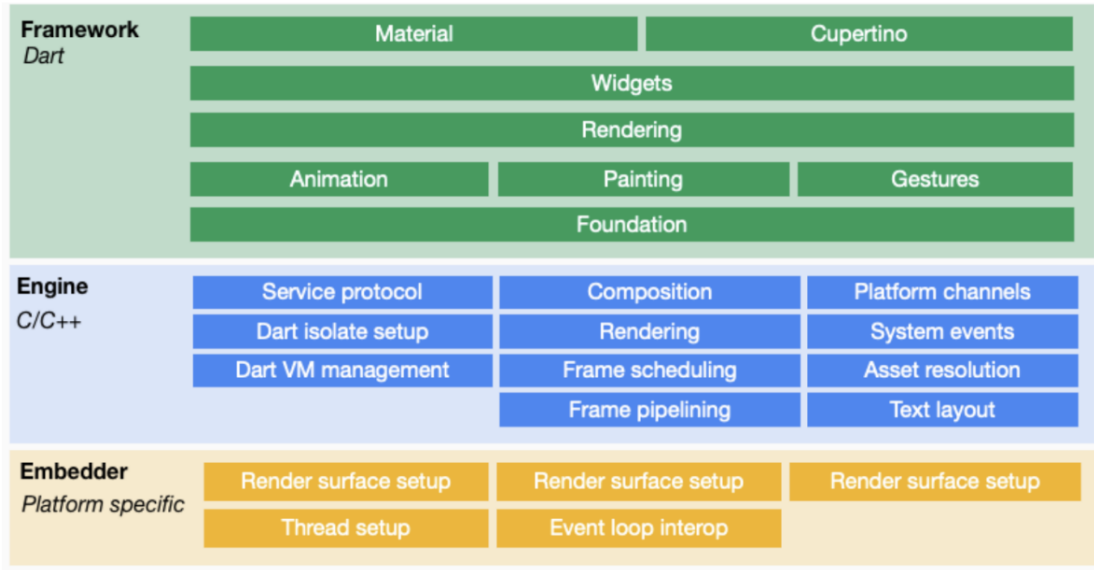 Framework
Dart
Material Cupertino
Widgets
Rendering
Animation Painting Gestures
Foundation
Engine
C/C++
Service protocol Composition Platform channels
Dart isolate setup Rendering System events
Dart VM management Frame scheduling Asset resolution
Frame pipelining Text layout
Embedder
Platform specific
Render surface setup Render surface setup Render surface setup
Thread setup Event loop interop